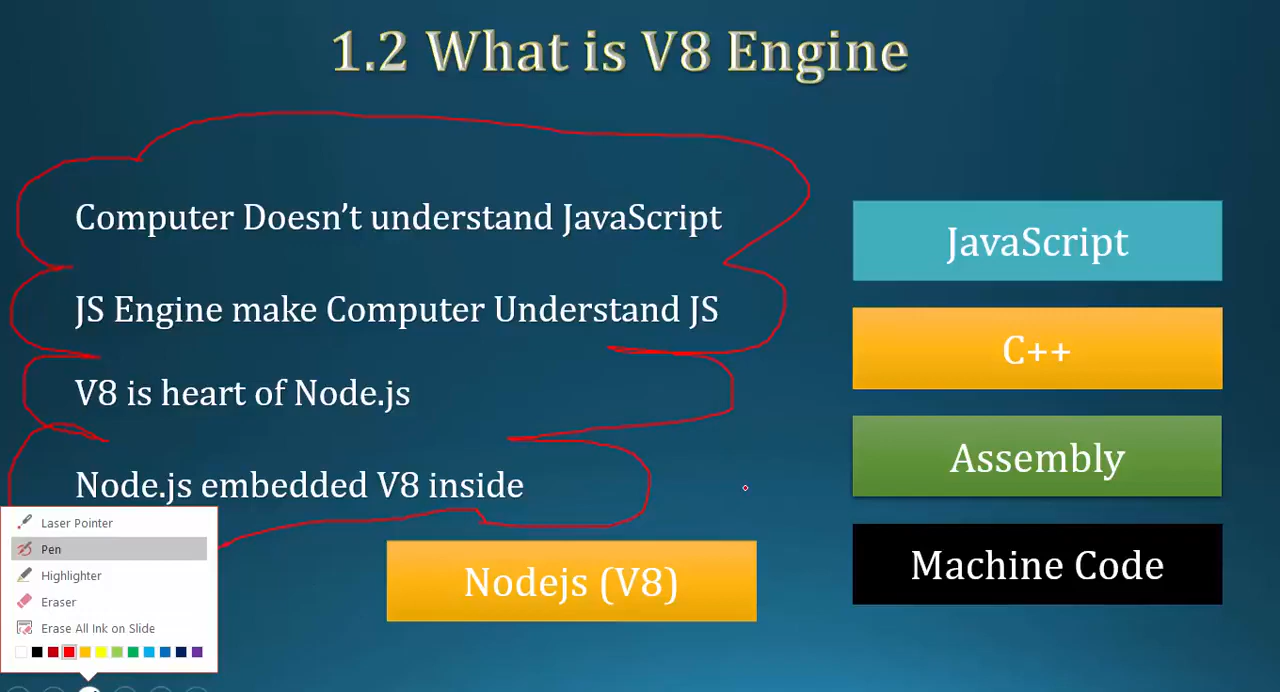 1.2 What is V8 Engine
Computer Doesn’t understand JavaScript
JS Engine make Computer Understand JS
V8 is heart of Node.js
Node.js embedded V8 inside
JavaScript
C++
Assembly
Machine Code
Nodejs (V8)
Laser Pointer
Pen
Highlighter
Eraser
Erase All Ink on Slide